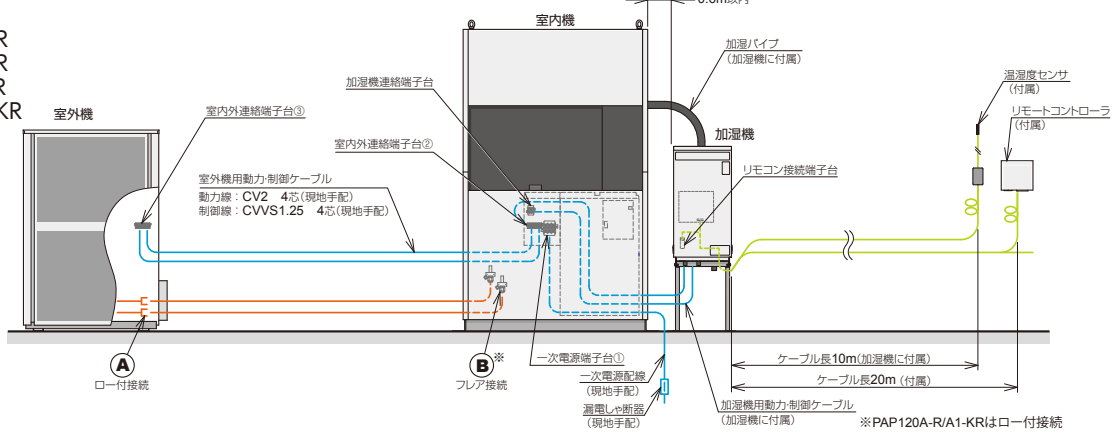 0.6m以内
R
R
R
KR
室外機
室内外連絡端子台③
室外機用動力・制御ケーブル
動力線：CV2 4芯(現地手配)
制御線：CVVS1.25 4芯(現地手配)
A
ロー付接続
室内機
加湿機連絡端子台
室内外連絡端子台②
B※
フレア接続
一次電源端子台①
一次電源配線
(現地手配)
漏電しゃ断器
(現地手配)
加湿パイプ
(加湿機に付属)
加湿機
リモコン接続端子台
温湿度センサ
(付属)
リモートコントローラ
(付属)
ケーブル長10m(加湿機に付属)
ケーブル長20m(付属)
加湿機用動力・制御ケーブル
(加湿機に付属)
※PAP120A-R/A1-KRはロー付接続